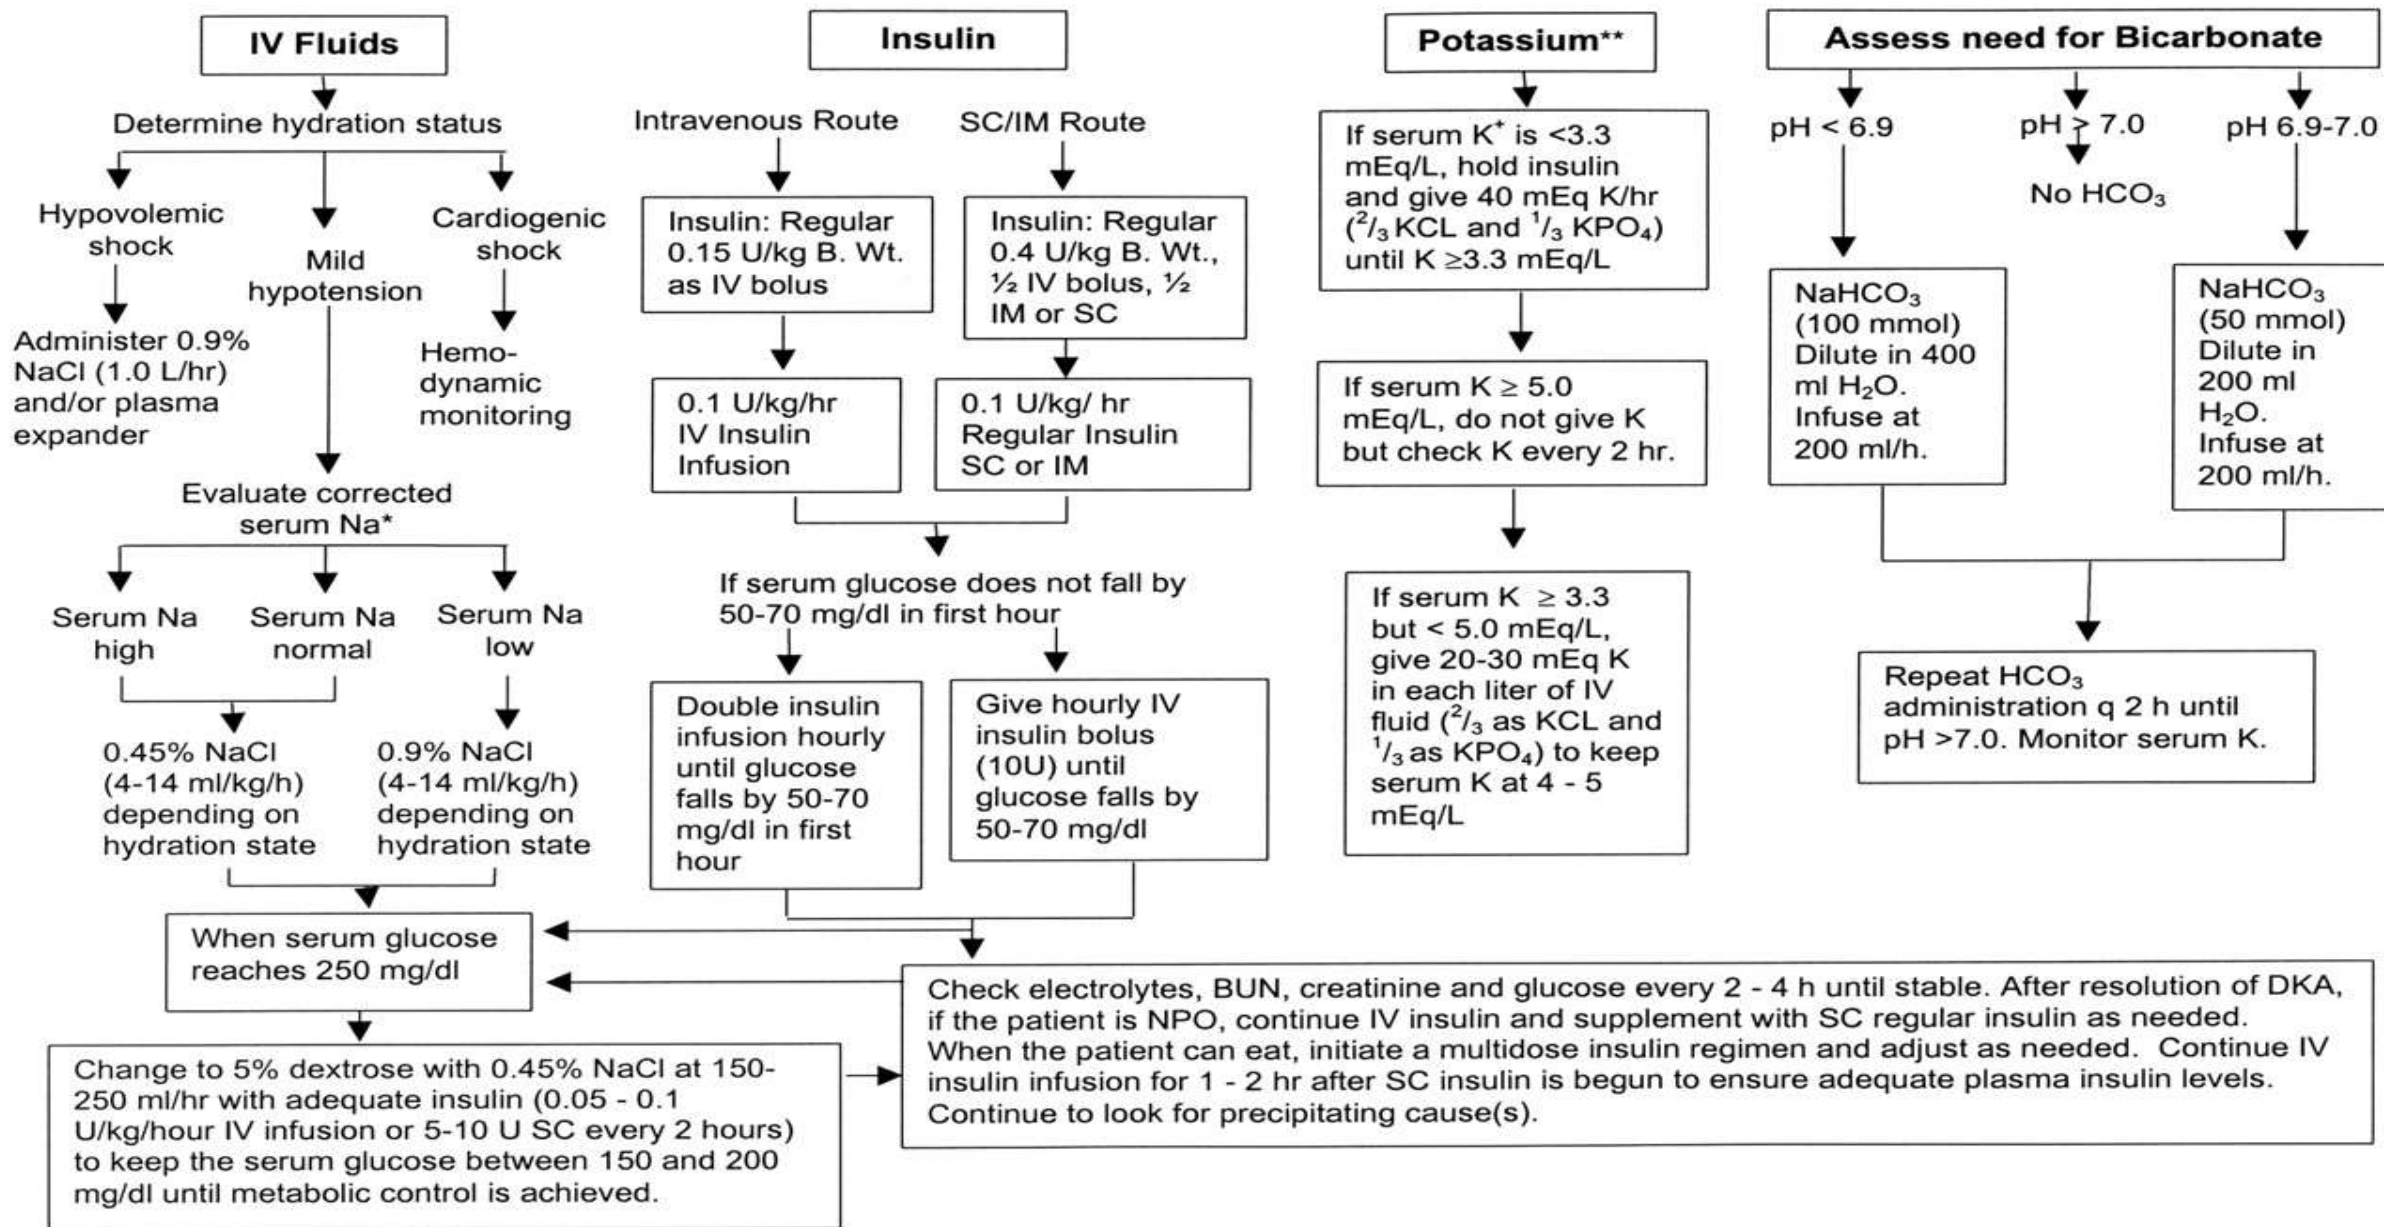 IV Fluids
Determine hydration status
Hypovolemic
shock
Mild
hypotension
Cardiogenic
shock
Administer 0.9%
NaCl (1.0 L/hr)
and/or plasma
expander
Hemo-
dynamic
monitoring
Evaluate corrected
serum Na*
Serum Na
high
Serum Na
normal
Serum Na
low
0.45% NaCl
(4-14 ml/kg/h)
depending on
hydration state
0.9% NaCl
(4-14 ml/kg/h)
depending on
hydration state
When serum glucose
reaches 250 mg/dl
Change to 5% dextrose with 0.45% NaCl at 150-
250 ml/hr with adequate insulin (0.05 - 0.1
U/kg/hour IV infusion or 5-10 U SC every 2 hours)
to keep the serum glucose between 150 and 200
mg/dl until metabolic control is achieved.
Insulin
Intravenous Route
SC/IM Route
Insulin: Regular
0.15 U/kg B. Wt.
as IV bolus
Insulin: Regular
0.4 U/kg B. Wt.,
½ IV bolus, ½
IM or SC
0.1 U/kg/hr
IV Insulin
Infusion
0.1 U/kg/ hr
Regular Insulin
SC or IM
If serum glucose does not fall by
50-70 mg/dl in first hour
Double insulin
infusion hourly
until glucose
falls by 50-70
mg/dl in first
hour
Give hourly IV
insulin bolus
(10U) until
glucose falls by
50-70 mg/dl
Potassium**
If serum K⁺ is <3.3
mEq/L, hold insulin
and give 40 mEq K/hr
(²/₃ KCL and ¹/₃ KPO₄)
until K ≥3.3 mEq/L
If serum K ≥ 5.0
mEq/L, do not give K
but check K every 2 hr.
If serum K ≥ 3.3
but < 5.0 mEq/L,
give 20-30 mEq K
in each liter of IV
fluid (²/₃ as KCL and
¹/₃ as KPO₄) to keep
serum K at 4 - 5
mEq/L
Assess need for Bicarbonate
pH < 6.9
pH > 7.0
pH 6.9-7.0
No HCO₃
NaHCO₃
(100 mmol)
Dilute in 400
ml H₂O.
Infuse at
200 ml/h.
NaHCO₃
(50 mmol)
Dilute in
200 ml
H₂O.
Infuse at
200 ml/h.
Repeat HCO₃
administration q 2 h until
pH >7.0. Monitor serum K.
Check electrolytes, BUN, creatinine and glucose every 2 - 4 h until stable. After resolution of DKA,
if the patient is NPO, continue IV insulin and supplement with SC regular insulin as needed.
When the patient can eat, initiate a multidose insulin regimen and adjust as needed. Continue IV
insulin infusion for 1 - 2 hr after SC insulin is begun to ensure adequate plasma insulin levels.
Continue to look for precipitating cause(s).